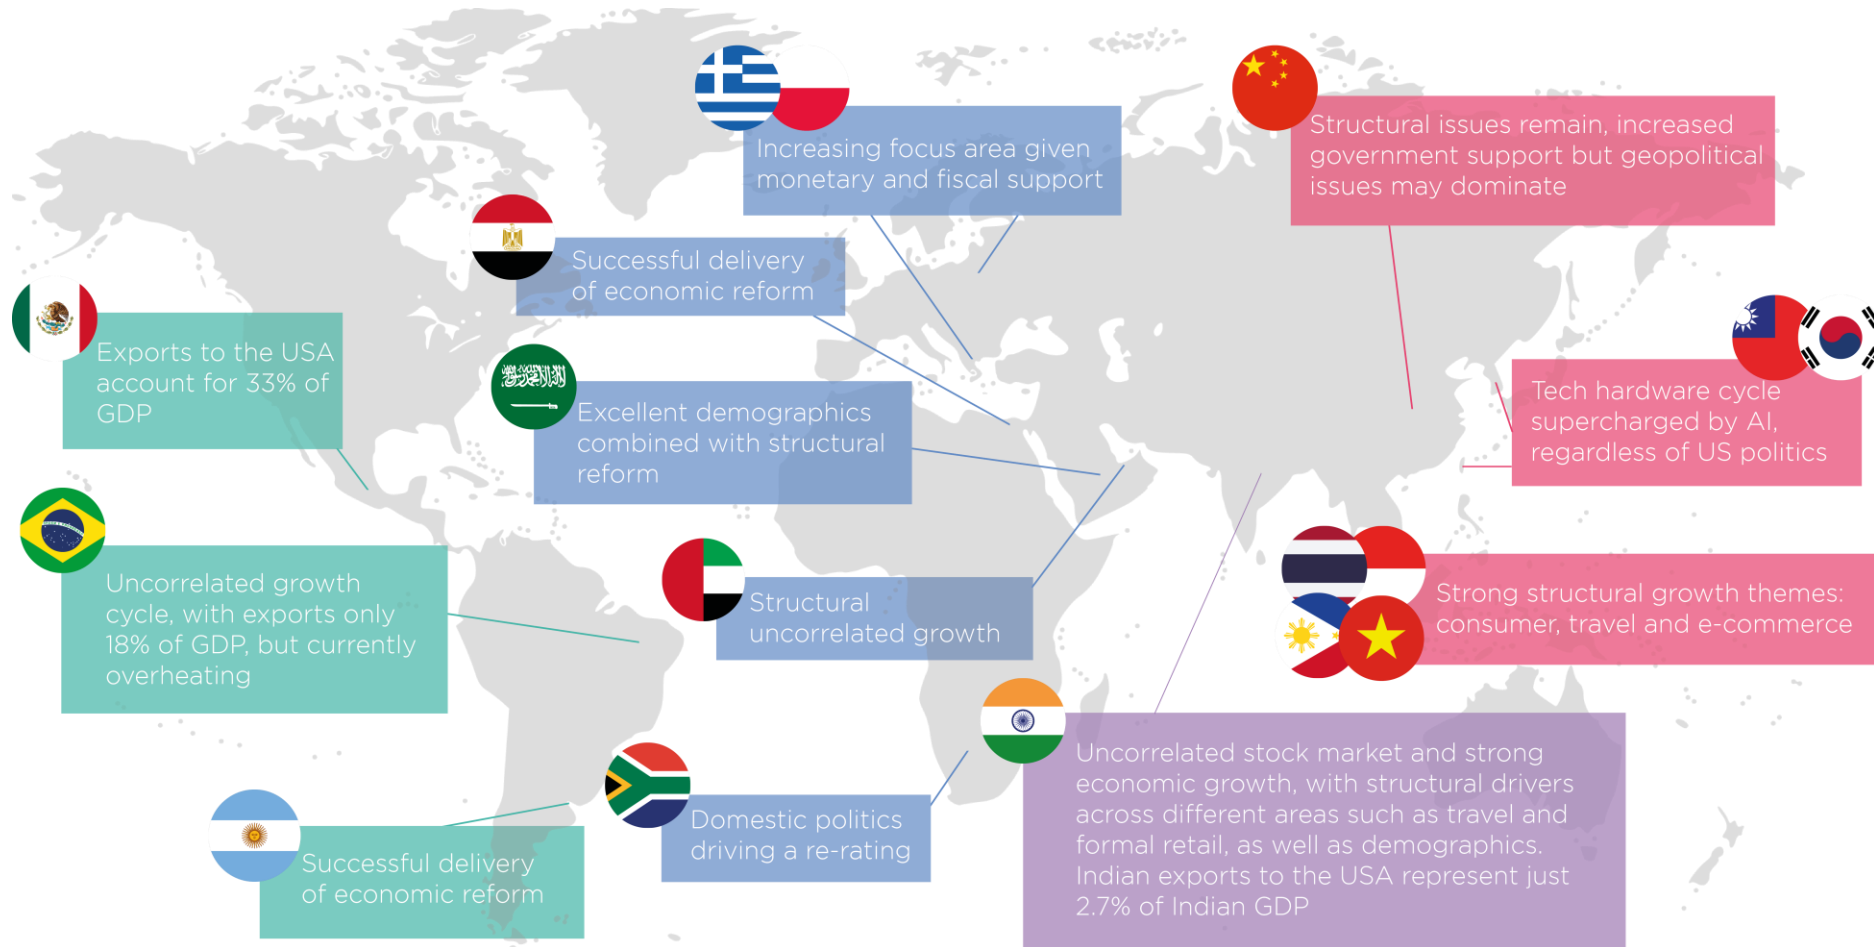 Increasing focus area given
monetary and fiscal support
Structural issues remain, increased
government support but geopolitical
issues may dominate
Successful delivery
of economic reform
Exports to the USA
account for 33% of
GDP
Excellent demographics
combined with structural
reform
Tech hardware cycle
supercharged by AI,
regardless of US politics
Uncorrelated growth
cycle, with exports only
18% of GDP, but currently
overheating
Structural
uncorrelated growth
Strong structural growth themes:
consumer, travel and e-commerce
Successful delivery
of economic reform
Domestic politics
driving a re-rating
Uncorrelated stock market and strong
economic growth, with structural drivers
across different areas such as travel and
formal retail, as well as demographics.
Indian exports to the USA represent just
2.7% of Indian GDP